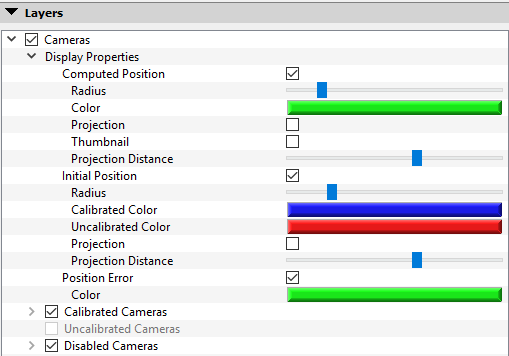 Layers
Cameras
Display Properties
Computed Position
Radius
Color
Projection
Thumbnail
Projection Distance
Initial Position
Radius
Calibrated Color
Uncalibrated Color
Projection
Projection Distance
Position Error
Color
Calibrated Cameras
Uncalibrated Cameras
Disabled Cameras